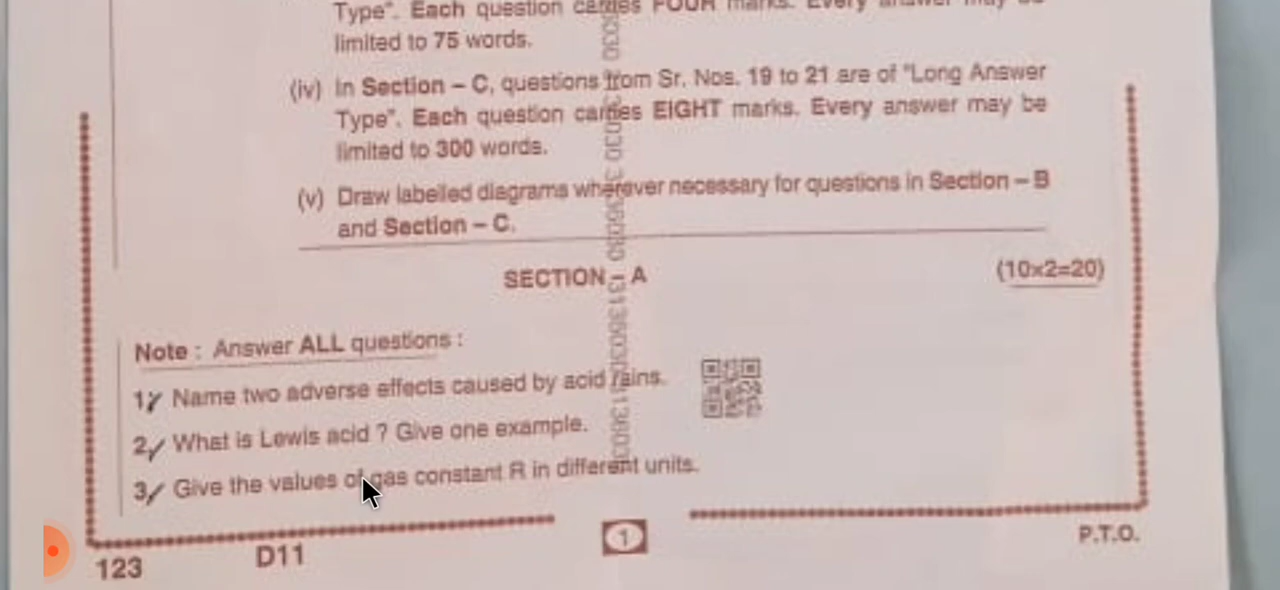 Type". Each question carries FOUR marks. Every answer may be
limited to 75 words.
(iv) In Section – C, questions from Sr. Nos. 19 to 21 are of "Long Answer
Type". Each question carries EIGHT marks. Every answer may be
limited to 300 words.
(v) Draw labelled diagrams wherever necessary for questions in Section – B
and Section – C.
SECTION – A (10x2=20)
Note : Answer ALL questions :
1. Name two adverse effects caused by acid rains.
2. What is Lewis acid ? Give one example.
3. Give the values of gas constant R in different units.
123 D11 1 P.T.O.